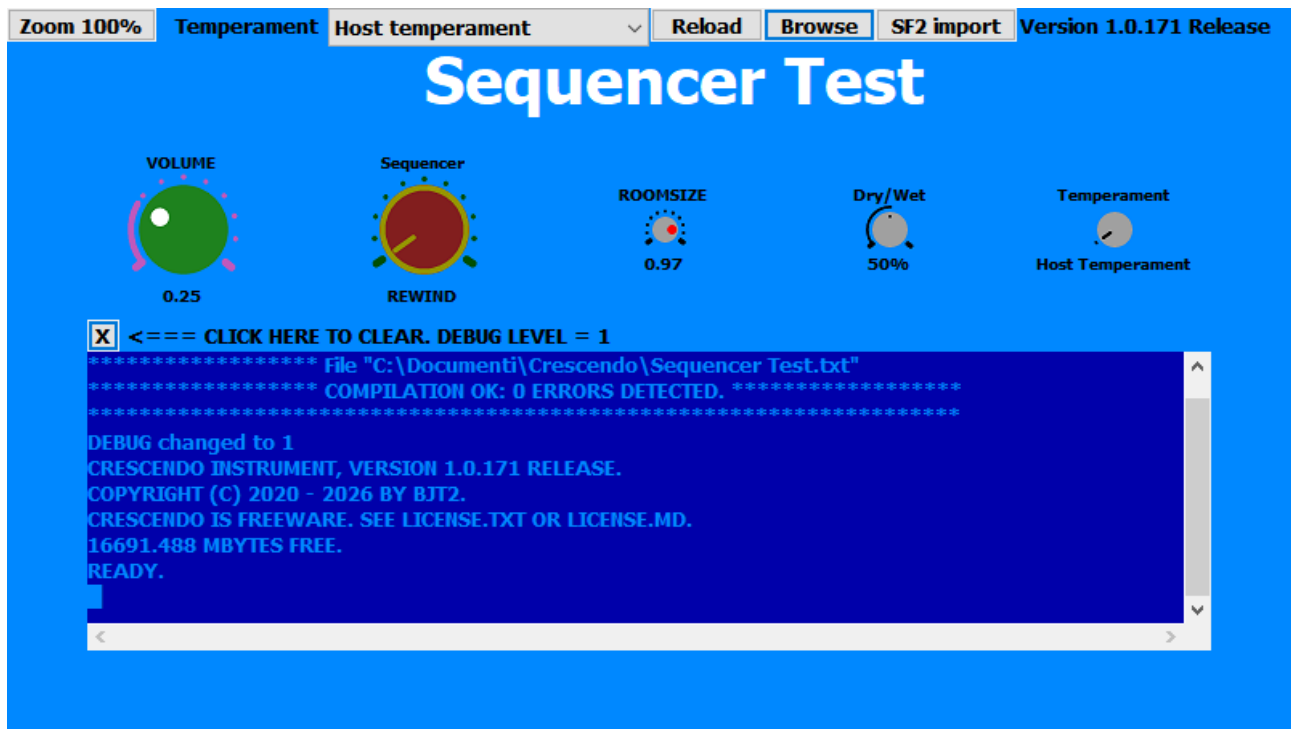 Zoom 100% Temperament Host temperament Reload Browse SF2 import Version 1.0.171 Release
Sequencer Test
VOLUME
0.25
Sequencer
REWIND
ROOMSIZE
0.97
Dry/Wet
50%
Temperament
Host Temperament
X <=== CLICK HERE TO CLEAR. DEBUG LEVEL = 1
****************** File "C:\Documenti\Crescendo\Sequencer Test.txt"
****************** COMPILATION OK: 0 ERRORS DETECTED. ******************
********************************************************************
DEBUG changed to 1
CRESCENDO INSTRUMENT, VERSION 1.0.171 RELEASE.
COPYRIGHT (C) 2020 - 2026 BY BJT2.
CRESCENDO IS FREEWARE. SEE LICENSE.TXT OR LICENSE.MD.
16691.488 MBYTES FREE.
READY.